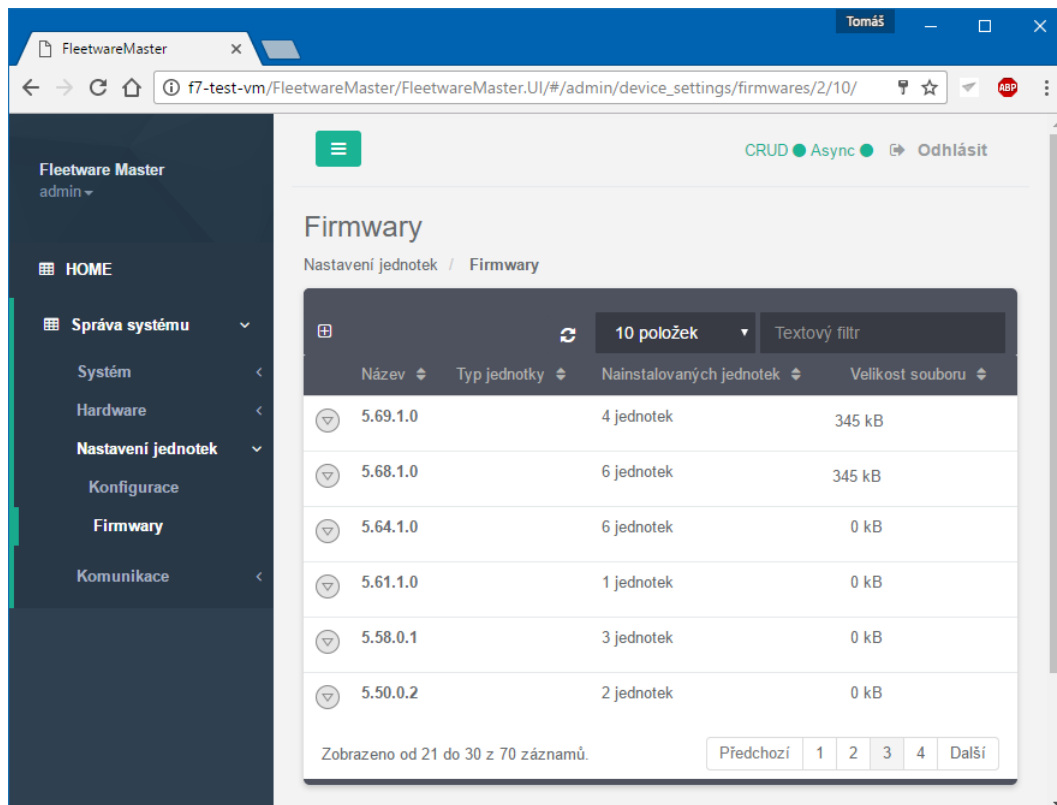 Tomáš
FleetwareMaster
f7-test-vm/FleetwareMaster/FleetwareMaster.UI/#/admin/device_settings/firmwares/2/10/
ABP
Fleetware Master
admin
HOME
Správa systému
Systém
Hardware
Nastavení jednotek
Konfigurace
Firmwary
Komunikace
CRUD Async Odhlásit
Firmwary
Nastavení jednotek / Firmwary
10 položek Textový filtr
Název Typ jednotky Nainstalovaných jednotek Velikost souboru
5.69.1.0 4 jednotek 345 kB
5.68.1.0 6 jednotek 345 kB
5.64.1.0 6 jednotek 0 kB
5.61.1.0 1 jednotek 0 kB
5.58.0.1 3 jednotek 0 kB
5.50.0.2 2 jednotek 0 kB
Zobrazeno od 21 do 30 z 70 záznamů.
Předchozí 1 2 3 4 Další